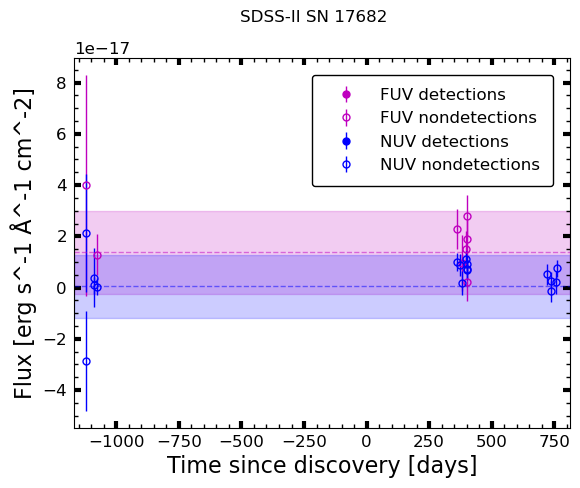 SDSS-II SN 17682
1e−17
FUV detections
FUV nondetections
NUV detections
NUV nondetections
8
6
4
2
0
−2
−4
Flux [erg s^-1 Å^-1 cm^-2]
−1000 −750 −500 −250 0 250 500 750
Time since discovery [days]